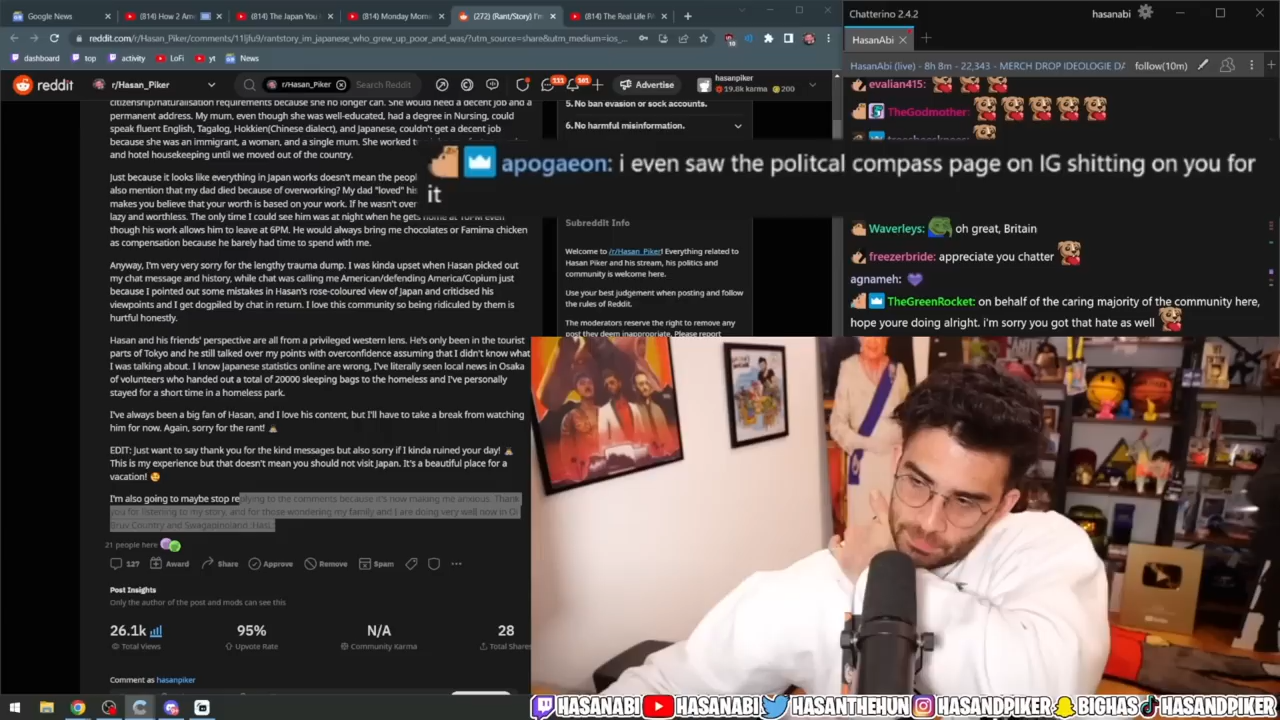 Google News
(814) How 2 Ame
(814) The Japan You
(814) Monday Morn
(272) (Rant/Story) I'm
(814) The Real Life
Chatterino 2.4.2
hasanabi
reddit.com/r/Hasan_Piker/comments/11ljfu9/rantstory_im_japanese_who_grew_up_poor_and_was/?utm_source=share&utm_medium=ios_...
HasanAbi
dashboard
top
activity
LoFi
yt
News
HasanAbi (live) - 8h 8m - 22,343 - MERCH DROP IDEOLOGIE DA
follow(10m)
reddit
r/Hasan_Piker
r/Hasan_Piker
Search Reddit
Advertise
hasanpiker
19.8k karma
200
evalian415:
TheGodmother:
citizenship/naturalisation requirements because she no longer can. She would need a decent job and a
permanent address. My mum, even though she was well-educated, had a degree in Nursing, could
speak fluent English, Tagalog, Hokkien(Chinese dialect), and Japanese, couldn't get a decent job
because she was an immigrant, a woman, and a single mum. She worked
and hotel housekeeping until we moved out of the country.
5. No ban evasion or sock accounts.
6. No harmful misinformation.
apogaeon: i even saw the politcal compass page on IG shitting on you for
it
Just because it looks like everything in Japan works doesn't mean the peop
also mention that my dad died because of overworking? My dad "loved" his
makes you believe that your worth is based on your work. If he wasn't over
lazy and worthless. The only time I could see him was at night when he gets home at 10PM even
though his work allows him to leave at 6PM. He would always bring me chocolates or Famima chicken
as compensation because he barely had time to spend with me.
Anyway, I'm very very sorry for the lengthy trauma dump. I was kinda upset when Hasan picked out
my chat message and history, while chat was calling me American/defending America/Copium just
because I pointed out some mistakes in Hasan's rose-coloured view of Japan and criticised his
viewpoints and I get dogpiled by chat in return. I love this community so being ridiculed by them is
hurtful honestly.
Hasan and his friends' perspective are all from a privileged western lens. He's only been in the tourist
parts of Tokyo and he still talked over my points with overconfidence assuming that I didn't know what
I was talking about. I know Japanese statistics online are wrong, I've literally seen local news in Osaka
of volunteers who handed out a total of 20000 sleeping bags to the homeless and I've personally
stayed for a short time in a homeless park.
I've always been a big fan of Hasan, and I love his content, but I'll have to take a break from watching
him for now. Again, sorry for the rant!
EDIT: Just want to say thank you for the kind messages but also sorry if I kinda ruined your day!
This is my experience but that doesn't mean you should not visit Japan. It's a beautiful place for a
vacation!
I'm also going to maybe stop replying to the comments because it's now making me anxious. Thank
you for listening to my story, and for those wondering my family and I are doing very well now in Oi
Bruv Country and Swagapinoland. Hasi.
21 people here
127
Award
Share
Approve
Remove
Spam
Post Insights
Only the author of the post and mods can see this
26.1k
95%
N/A
28
Total Views
Upvote Rate
Community Karma
Total Shares
Comment as hasanpiker
Subreddit Info
Welcome to /r/Hasan_Piker! Everything related to
Hasan Piker and his stream, his politics and
community is welcome here.
Use your best judgement when posting and follow
the rules of Reddit.
The moderators reserve the right to remove any
post they deem inappropriate. Please report
Waverleys: oh great, Britain
freezerbride: appreciate you chatter
agnameh:
TheGreenRocket: on behalf of the caring majority of the community here,
hope youre doing alright. i'm sorry you got that hate as well
HASANABI
HASANABI
HASANTHEHUN
HASANDPIKER
BIGHAS
HASANDPIKER